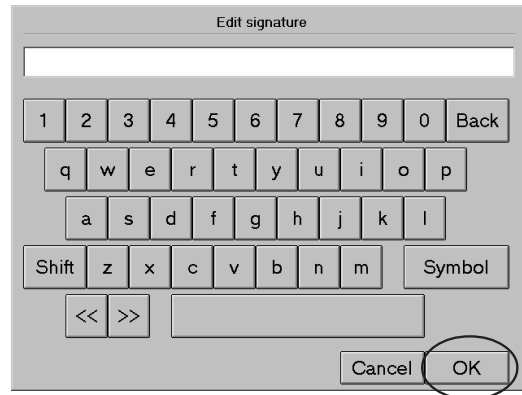 Edit signature
1 2 3 4 5 6 7 8 9 0 Back
q w e r t y u i o p
a s d f g h j k l
Shift z x c v b n m Symbol
<< >>
Cancel OK